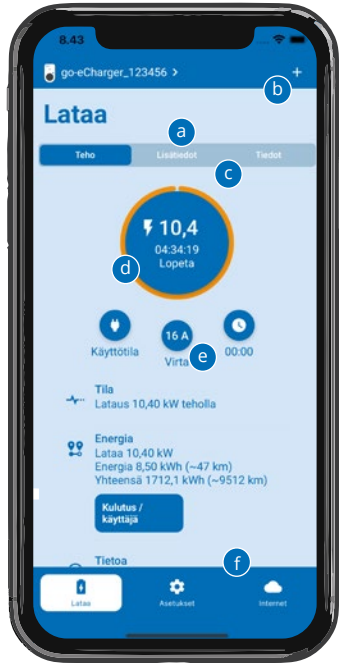 8.43
go-eCharger_123456 >
+
b
Lataa
a
Teho Lisätiedot Tiedot
c
10,4
04:34:19
Lopeta
d
16 A
Käyttötila Virta 00:00
e
Tila
Lataus 10,40 kW teholla
Energia
Lataa 10,40 kW
Energia 8,50 kWh (~47 km)
Yhteensä 1712,1 kWh (~9512 km)
Kulutus /
käyttäjä
Tietoa
f
Lataa Asetukset Internet